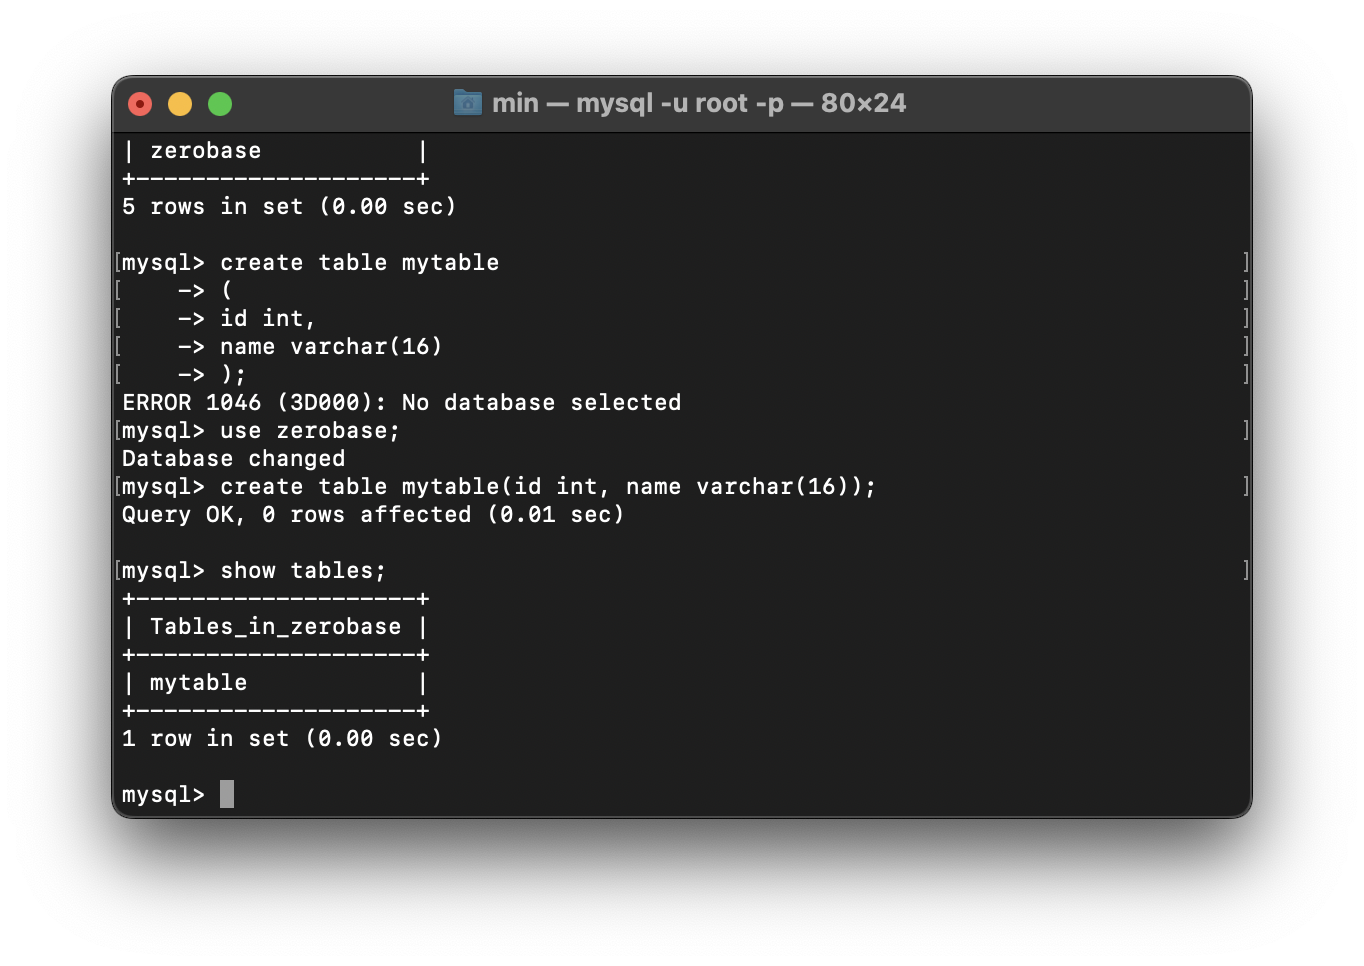 min — mysql -u root -p — 80×24
| zerobase           |
+--------------------+
5 rows in set (0.00 sec)
[mysql> create table mytable ]
[    -> ( ]
[    -> id int, ]
[    -> name varchar(16) ]
[    -> ); ]
ERROR 1046 (3D000): No database selected
[mysql> use zerobase; ]
Database changed
[mysql> create table mytable(id int, name varchar(16)); ]
Query OK, 0 rows affected (0.01 sec)
[mysql> show tables; ]
+--------------------+
| Tables_in_zerobase |
+--------------------+
| mytable            |
+--------------------+
1 row in set (0.00 sec)
mysql>